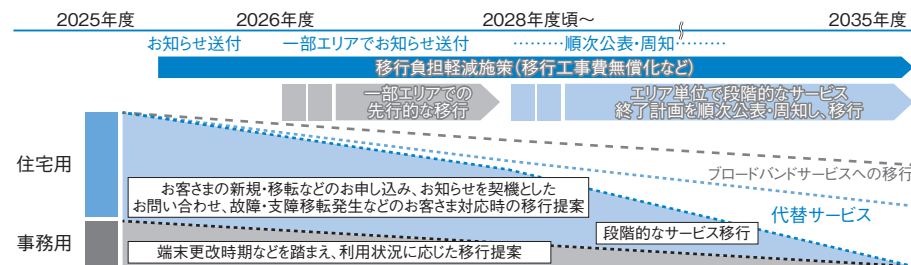 2025年度
2026年度
2028年度頃～
2035年度
お知らせ送付
一部エリアでお知らせ送付
………順次公表・周知………
移行負担軽減施策（移行工事費無償化など）
一部エリアでの
先行的な移行
エリア単位で段階的なサービス
終了計画を順次公表・周知し、移行
住宅用
ブロードバンドサービスへの移行
お客さまの新規・移転などのお申し込み、お知らせを契機とした
お問い合わせ、故障・支障移転発生などのお客さま対応時の移行提案
代替サービス
段階的なサービス移行
事務用
端末更改時期などを踏まえ、利用状況に応じた移行提案